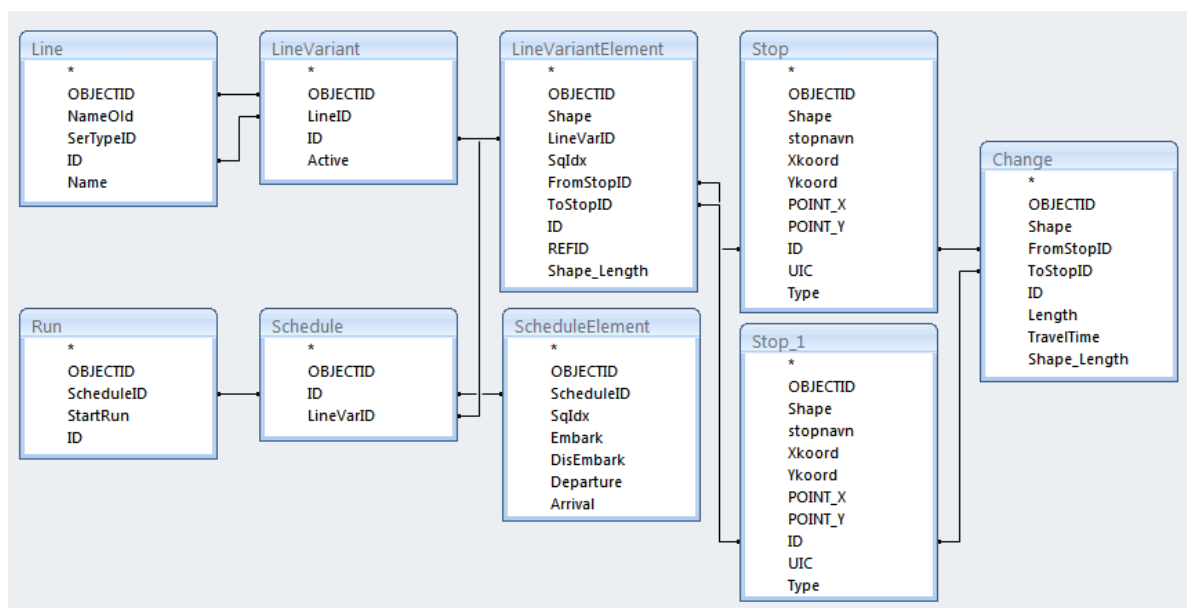 Line
*
OBJECTID
NameOld
SerTypeID
ID
Name
LineVariant
*
OBJECTID
LineID
ID
Active
LineVariantElement
*
OBJECTID
Shape
LineVarID
SqIdx
FromStopID
ToStopID
ID
REFID
Shape_Length
Stop
*
OBJECTID
Shape
stopnavn
Xkoord
Ykoord
POINT_X
POINT_Y
ID
UIC
Type
Change
*
OBJECTID
Shape
FromStopID
ToStopID
ID
Length
TravelTime
Shape_Length
Run
*
OBJECTID
ScheduleID
StartRun
ID
Schedule
*
OBJECTID
ID
LineVarID
ScheduleElement
*
OBJECTID
ScheduleID
SqIdx
Embark
DisEmbark
Departure
Arrival
Stop_1
*
OBJECTID
Shape
stopnavn
Xkoord
Ykoord
POINT_X
POINT_Y
ID
UIC
Type